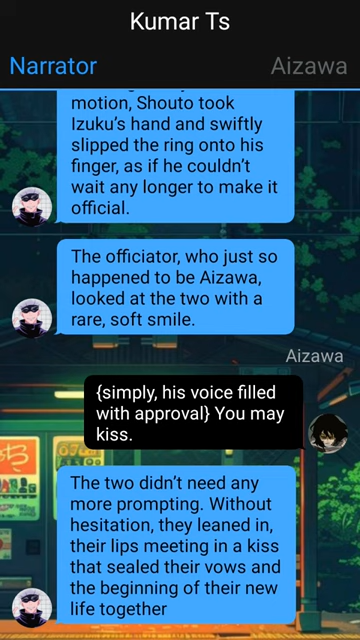 Kumar Ts
Narrator
Aizawa
motion, Shouto took
Izuku's hand and swiftly
slipped the ring onto his
finger, as if he couldn't
wait any longer to make it
official.
The officiator, who just so
happened to be Aizawa,
looked at the two with a
rare, soft smile.
Aizawa
{simply, his voice filled
with approval} You may
kiss.
The two didn't need any
more prompting. Without
hesitation, they leaned in,
their lips meeting in a kiss
that sealed their vows and
the beginning of their new
life together